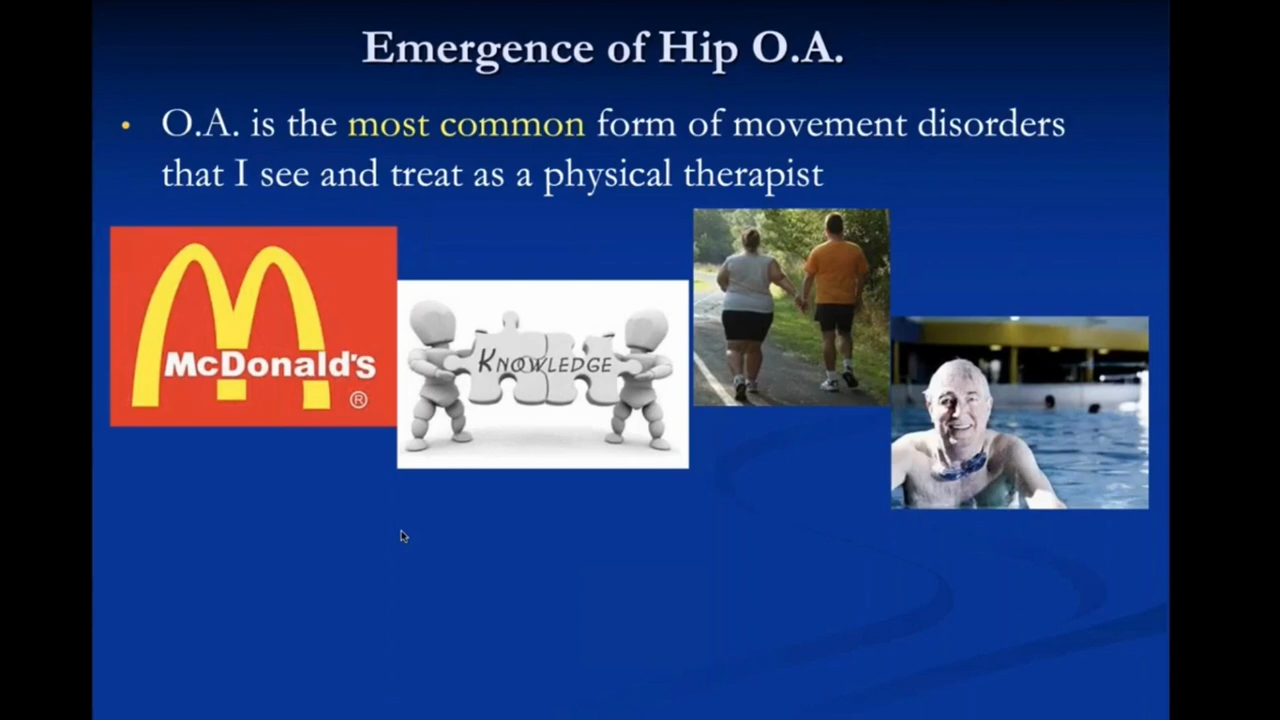 Emergence of Hip O.A.
• O.A. is the most common form of movement disorders
that I see and treat as a physical therapist
McDonald's
®
KNOWLEDGE